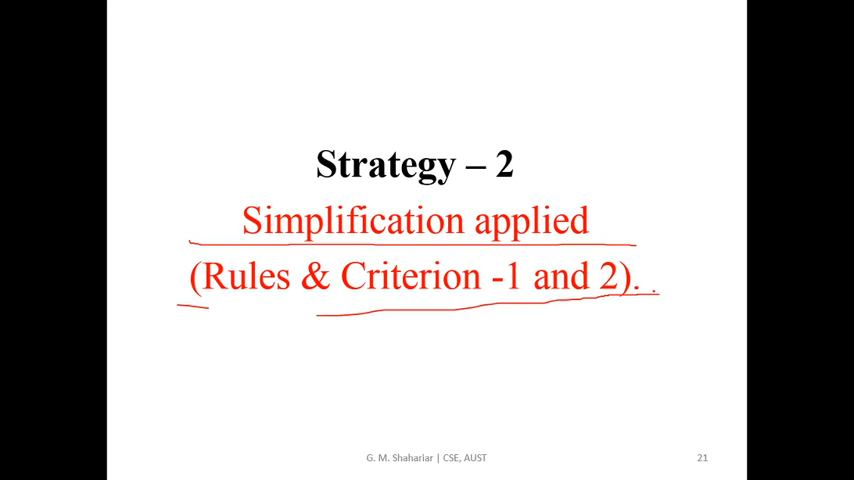 Strategy – 2
Simplification applied
(Rules & Criterion -1 and 2). .
G. M. Shahariar | CSE, AUST
21